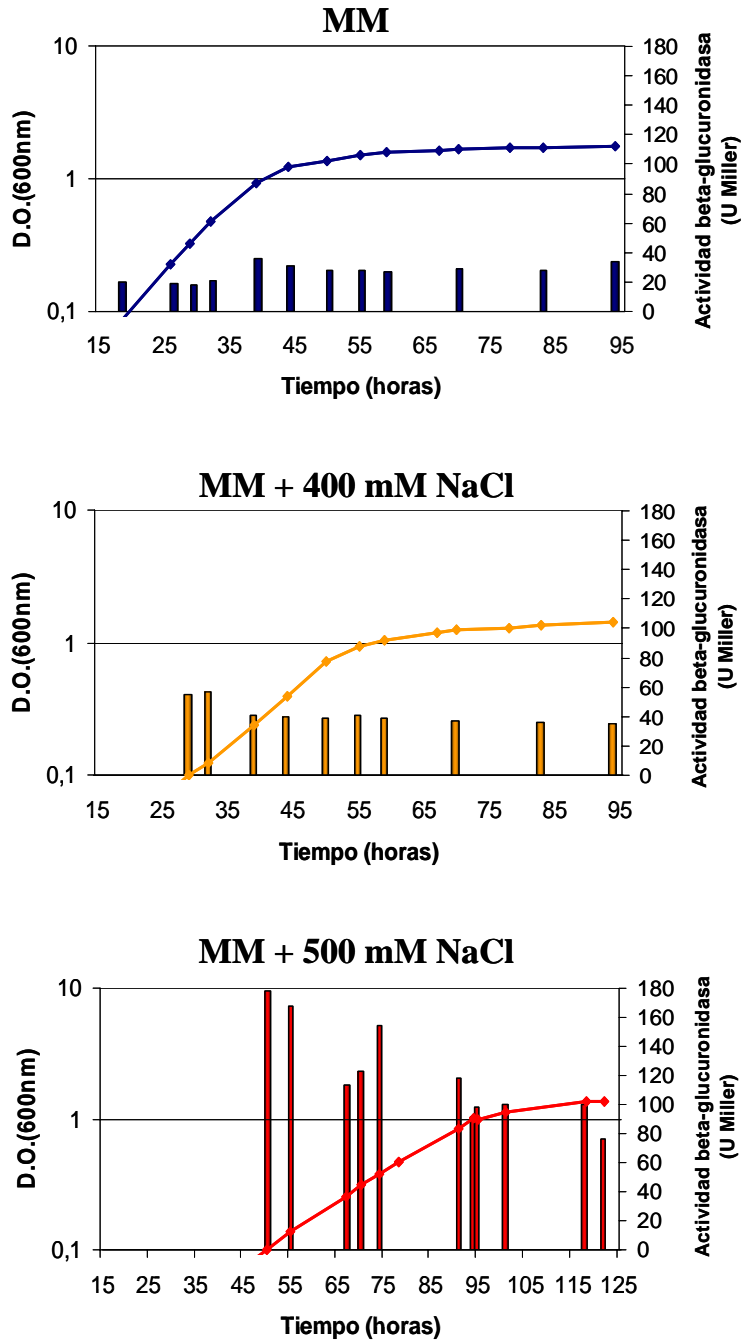 MM
10
1
0,1
D.O.(600nm)
180
160
140
120
100
80
60
40
20
0
Actividad beta-glucuronidasa
(U Miller)
15 25 35 45 55 65 75 85 95
Tiempo (horas)
MM + 400 mM NaCl
10
1
0,1
D.O.(600nm)
180
160
140
120
100
80
60
40
20
0
Actividad beta-glucuronidasa
(U Miller)
15 25 35 45 55 65 75 85 95
Tiempo (horas)
MM + 500 mM NaCl
10
1
0,1
D.O.(600nm)
180
160
140
120
100
80
60
40
20
0
Actividad beta-glucuronidasa
(U Miller)
15 25 35 45 55 65 75 85 95 105 115 125
Tiempo (horas)